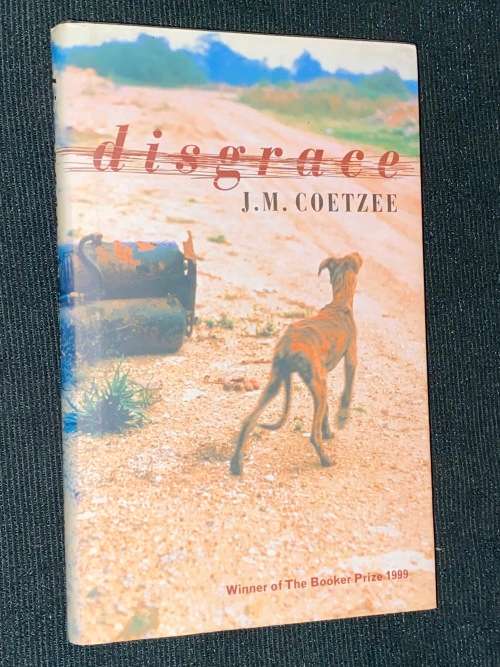 disgrace
J.M. COETZEE
Winner of The Booker Prize 1999